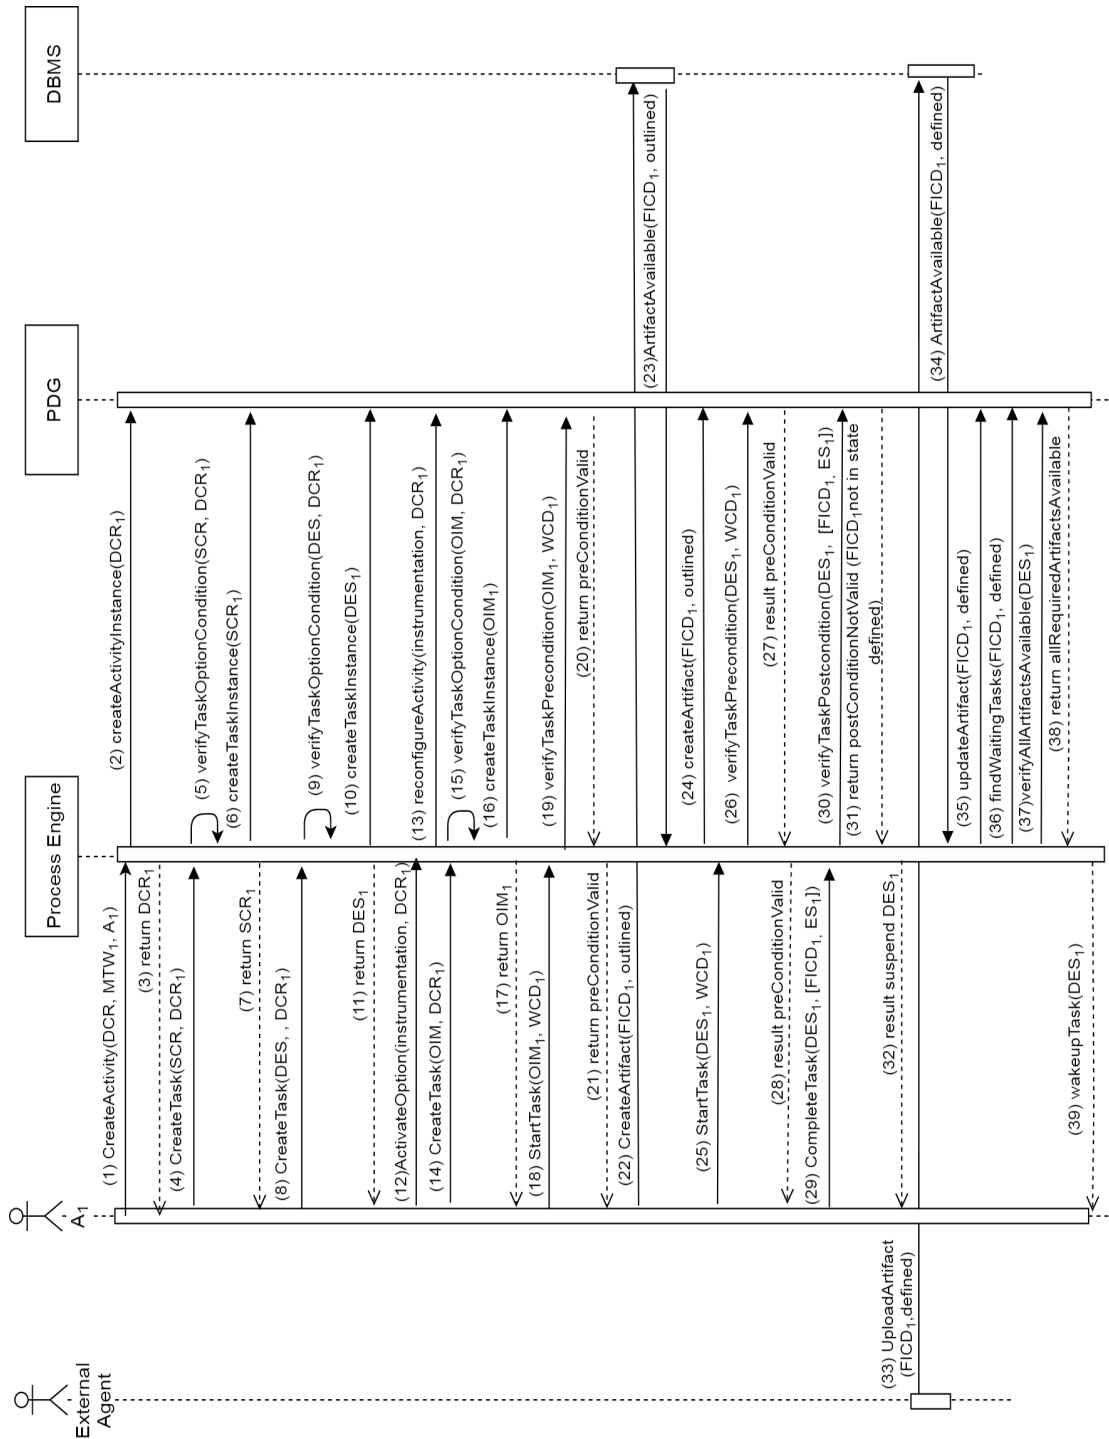 External
Agent
A1
Process Engine
PDG
DBMS
(1) CreateActivity(DCR, MTW1, A1)
(2) createActivityInstance(DCR1)
(3) return DCR1
(4) CreateTask(SCR, DCR1)
(5) verifyTaskOptionCondition(SCR, DCR1)
(6) createTaskInstance(SCR1)
(7) return SCR1
(8) CreateTask(DES, , DCR1)
(9) verifyTaskOptionCondition(DES, DCR1)
(10) createTaskInstance(DES1)
(11) return DES1
(12)ActivateOption(instrumentation, DCR1)
(13) reconfigureActivity(instrumentation, DCR1)
(14) CreateTask(OIM, DCR1)
(15) verifyTaskOptionCondition(OIM, DCR1)
(16) createTaskInstance(OIM1)
(17) return OIM1
(18) StartTask(OIM1, WCD1)
(19) verifyTaskPrecondition(OIM1, WCD1)
(20) return preConditionValid
(21) return preConditionValid
(22) CreateArtifact(FICD1, outlined)
(23)ArtifactAvailable(FICD1, outlined)
(24) createArtifact(FICD1, outlined)
(25) StartTask(DES1, WCD1)
(26) verifyTaskPrecondition(DES1, WCD1)
(27) result preConditionValid
(28) result preConditionValid
(29) CompleteTask(DES1, [FICD1, ES1])
(30) verifyTaskPostcondition(DES1, [FICD1, ES1])
(31) return postConditionNotValid (FICD1not in state
defined)
(32) result suspend DES1
(33) UploadArtifact
(FICD1,defined)
(34) ArtifactAvailable(FICD1, defined)
(35) updateArtifact(FICD1, defined)
(36) findWaitingTasks(FICD1, defined)
(37)verifyAllArtifactsAvailable(DES1)
(38) return allRequiredArtifactsAvailable
(39) wakeupTask(DES1)